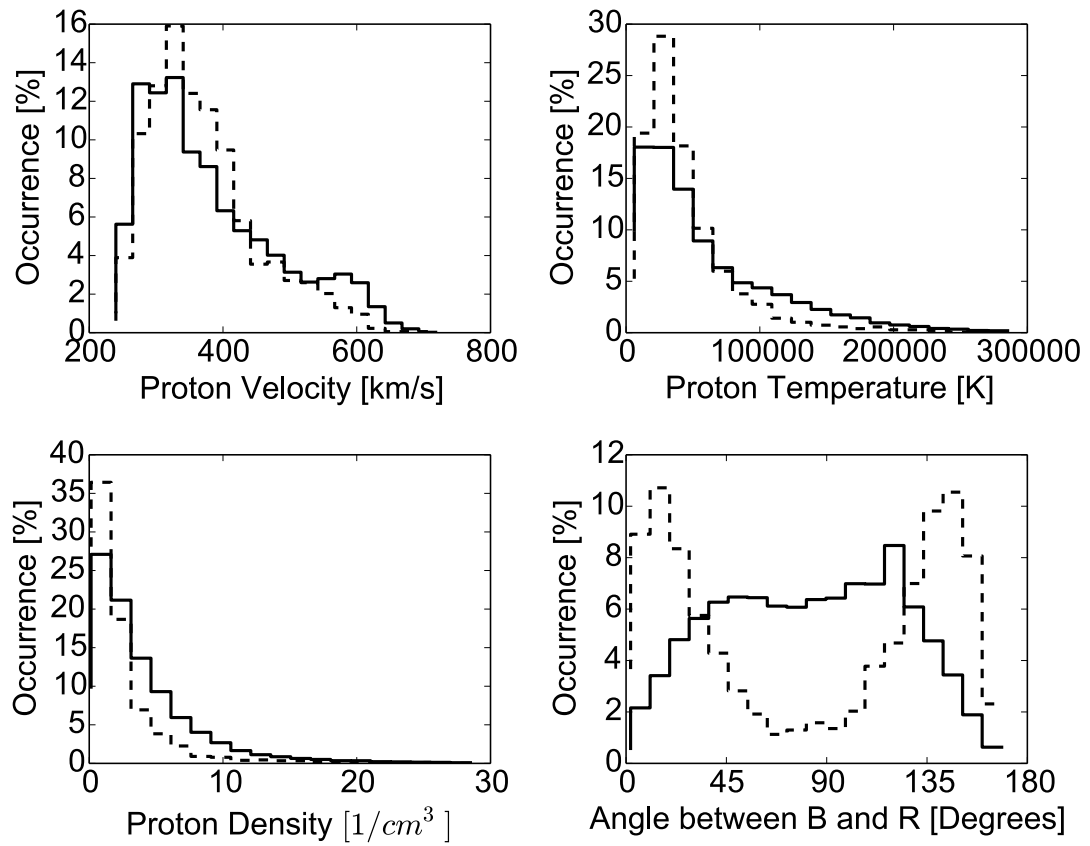 16
14
12
10
8
6
4
2
0
Occurrence [%]
200 400 600 800
Proton Velocity [km/s]
30
25
20
15
10
5
0
Occurrence [%]
0 100000 200000 300000
Proton Temperature [K]
40
35
30
25
20
15
10
5
0
Occurrence [%]
0 10 20 30
Proton Density [1/cm³ ]
12
10
8
6
4
2
0
Occurrence [%]
0 45 90 135 180
Angle between B and R [Degrees]